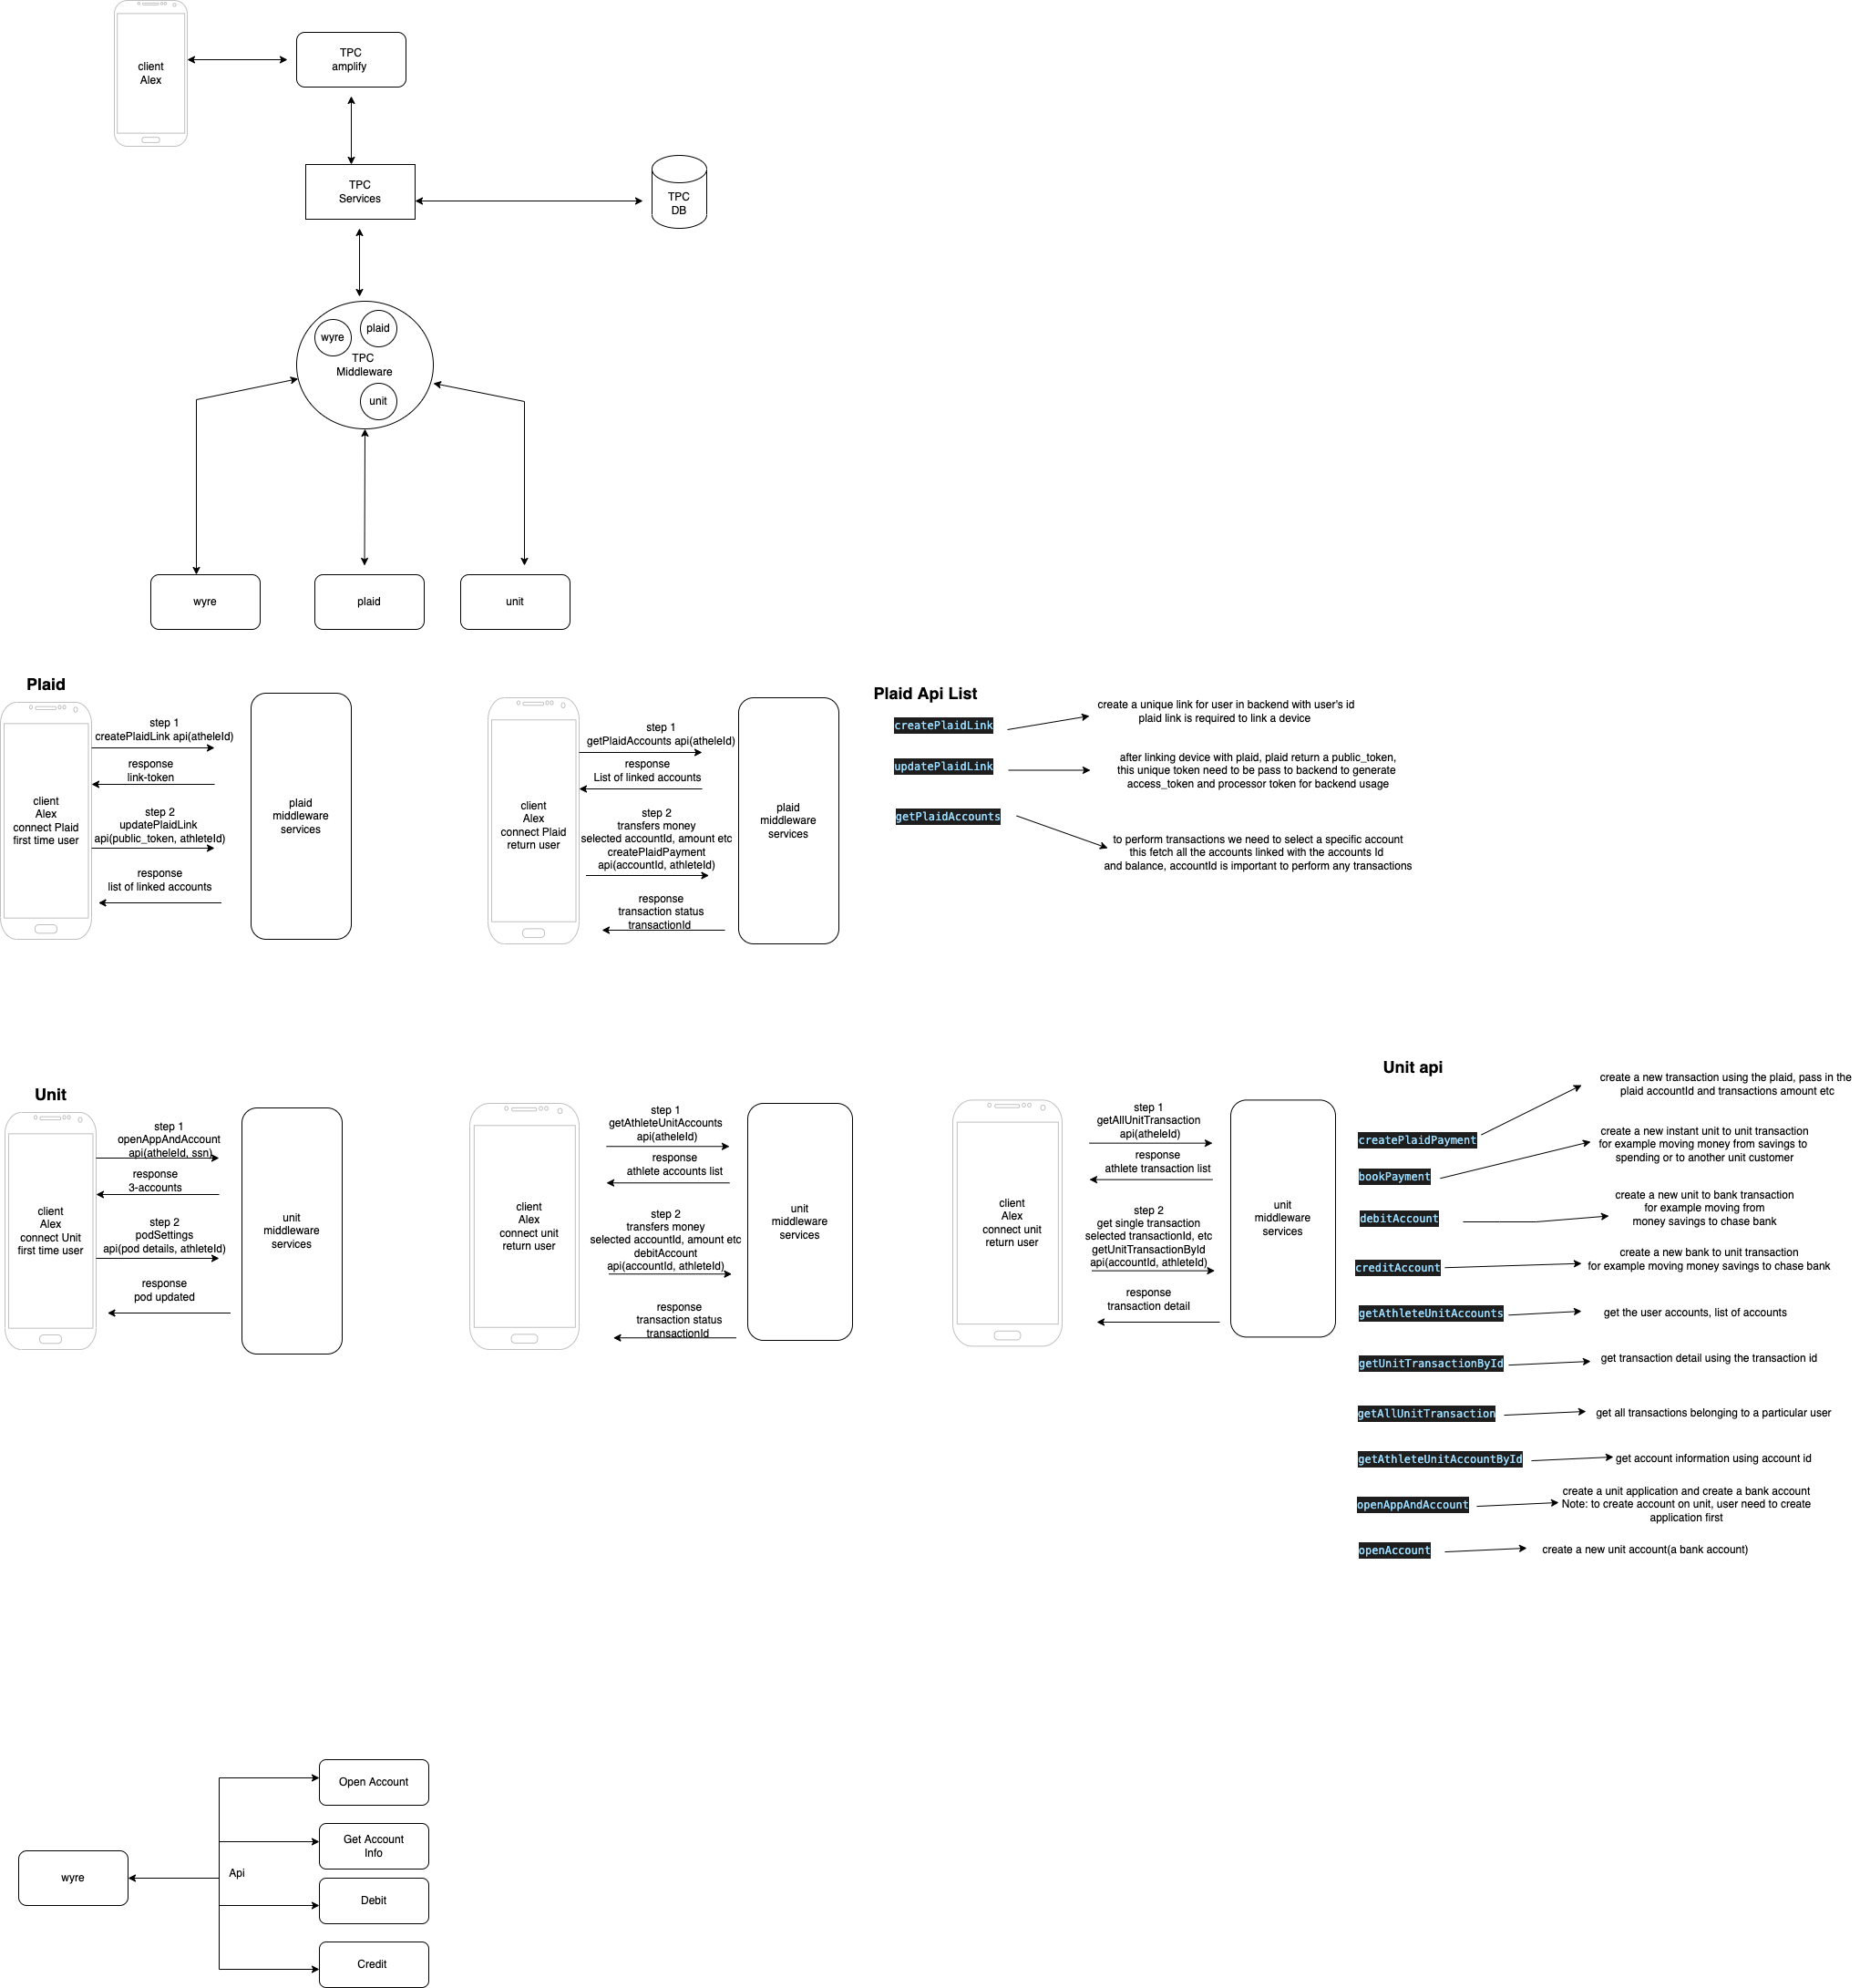 client
Alex
TPC
amplify
TPC
Services
TPC
DB
wyre
plaid
TPC
Middleware
unit
wyre
plaid
unit
Plaid
client
Alex
connect Plaid
first time user
step 1
createPlaidLink api(atheleId)
response
link-token
step 2
updatePlaidLink
api(public_token, athleteId)
response
list of linked accounts
plaid
middleware
services
client
Alex
connect Plaid
return user
step 1
getPlaidAccounts api(atheleId)
response
List of linked accounts
step 2
transfers money
selected accountId, amount etc
createPlaidPayment
api(accountId, athleteId)
response
transaction status
transactionId
plaid
middleware
services
Plaid Api List
createPlaidLink
create a unique link for user in backend with user's id
plaid link is required to link a device
updatePlaidLink
after linking device with plaid, plaid return a public_token,
this unique token need to be pass to backend to generate
access_token and processor token for backend usage
getPlaidAccounts
to perform transactions we need to select a specific account
this fetch all the accounts linked with the accounts Id
and balance, accountId is important to perform any transactions
Unit
client
Alex
connect Unit
first time user
step 1
openAppAndAccount
api(atheleId, ssn)
response
3-accounts
step 2
podSettings
api(pod details, athleteId)
response
pod updated
unit
middleware
services
client
Alex
connect unit
return user
step 1
getAthleteUnitAccounts
api(atheleId)
response
athlete accounts list
step 2
transfers money
selected accountId, amount etc
debitAccount
api(accountId, athleteId)
response
transaction status
transactionId
unit
middleware
services
client
Alex
connect unit
return user
step 1
getAllUnitTransaction
api(atheleId)
response
athlete transaction list
step 2
get single transaction
selected transactionId, etc
getUnitTransactionById
api(accountId, athleteId)
response
transaction detail
unit
middleware
services
Unit api
createPlaidPayment
create a new transaction using the plaid, pass in the
plaid accountId and transactions amount etc
bookPayment
create a new instant unit to unit transaction
for example moving money from savings to
spending or to another unit customer
debitAccount
create a new unit to bank transaction
for example moving from
money savings to chase bank
creditAccount
create a new bank to unit transaction
for example moving money savings to chase bank
getAthleteUnitAccounts
get the user accounts, list of accounts
getUnitTransactionById
get transaction detail using the transaction id
getAllUnitTransaction
get all transactions belonging to a particular user
getAthleteUnitAccountById
get account information using account id
openAppAndAccount
create a unit application and create a bank account
Note: to create account on unit, user need to create
application first
openAccount
create a new unit account(a bank account)
wyre
Api
Open Account
Get Account
Info
Debit
Credit